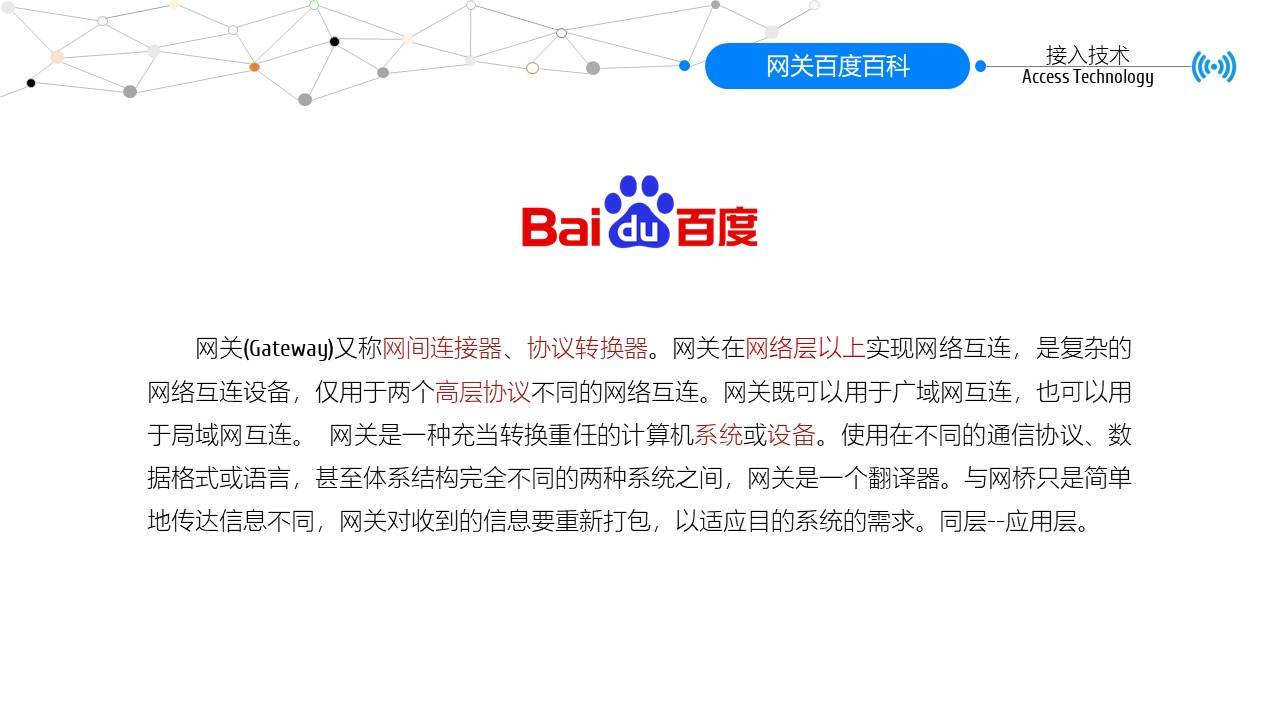 网关百度百科
接入技术
Access Technology
Bai du 百度
网关(Gateway)又称网间连接器、协议转换器。网关在网络层以上实现网络互连，是复杂的
网络互连设备，仅用于两个高层协议不同的网络互连。网关既可以用于广域网互连，也可以用
于局域网互连。 网关是一种充当转换重任的计算机系统或设备。使用在不同的通信协议、数
据格式或语言，甚至体系结构完全不同的两种系统之间，网关是一个翻译器。与网桥只是简单
地传达信息不同，网关对收到的信息要重新打包，以适应目的系统的需求。同层--应用层。